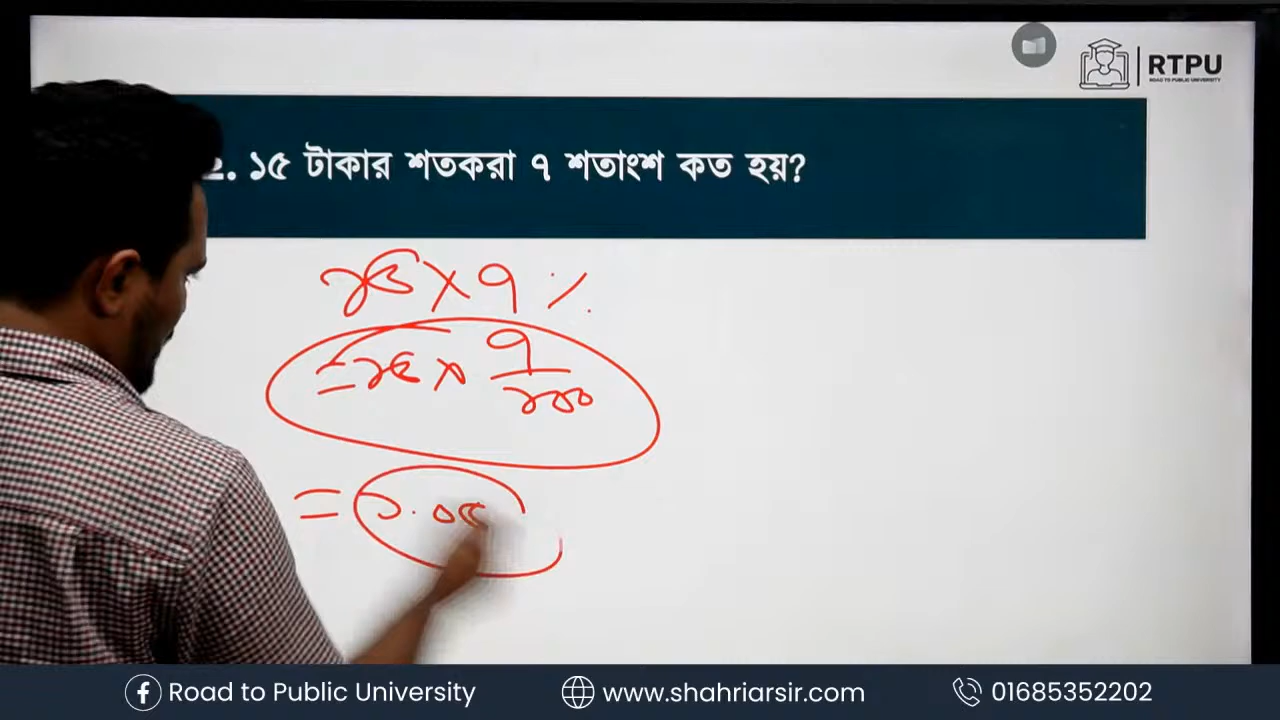 RTPU
ROAD TO PUBLIC UNIVERSITY
২. ১৫ টাকার শতকরা ৭ শতাংশ কত হয়?
১৫ × ৭ %
= ১৫ × ৭/১০০
= ১.০৫
Road to Public University
www.shahriarsir.com
01685352202